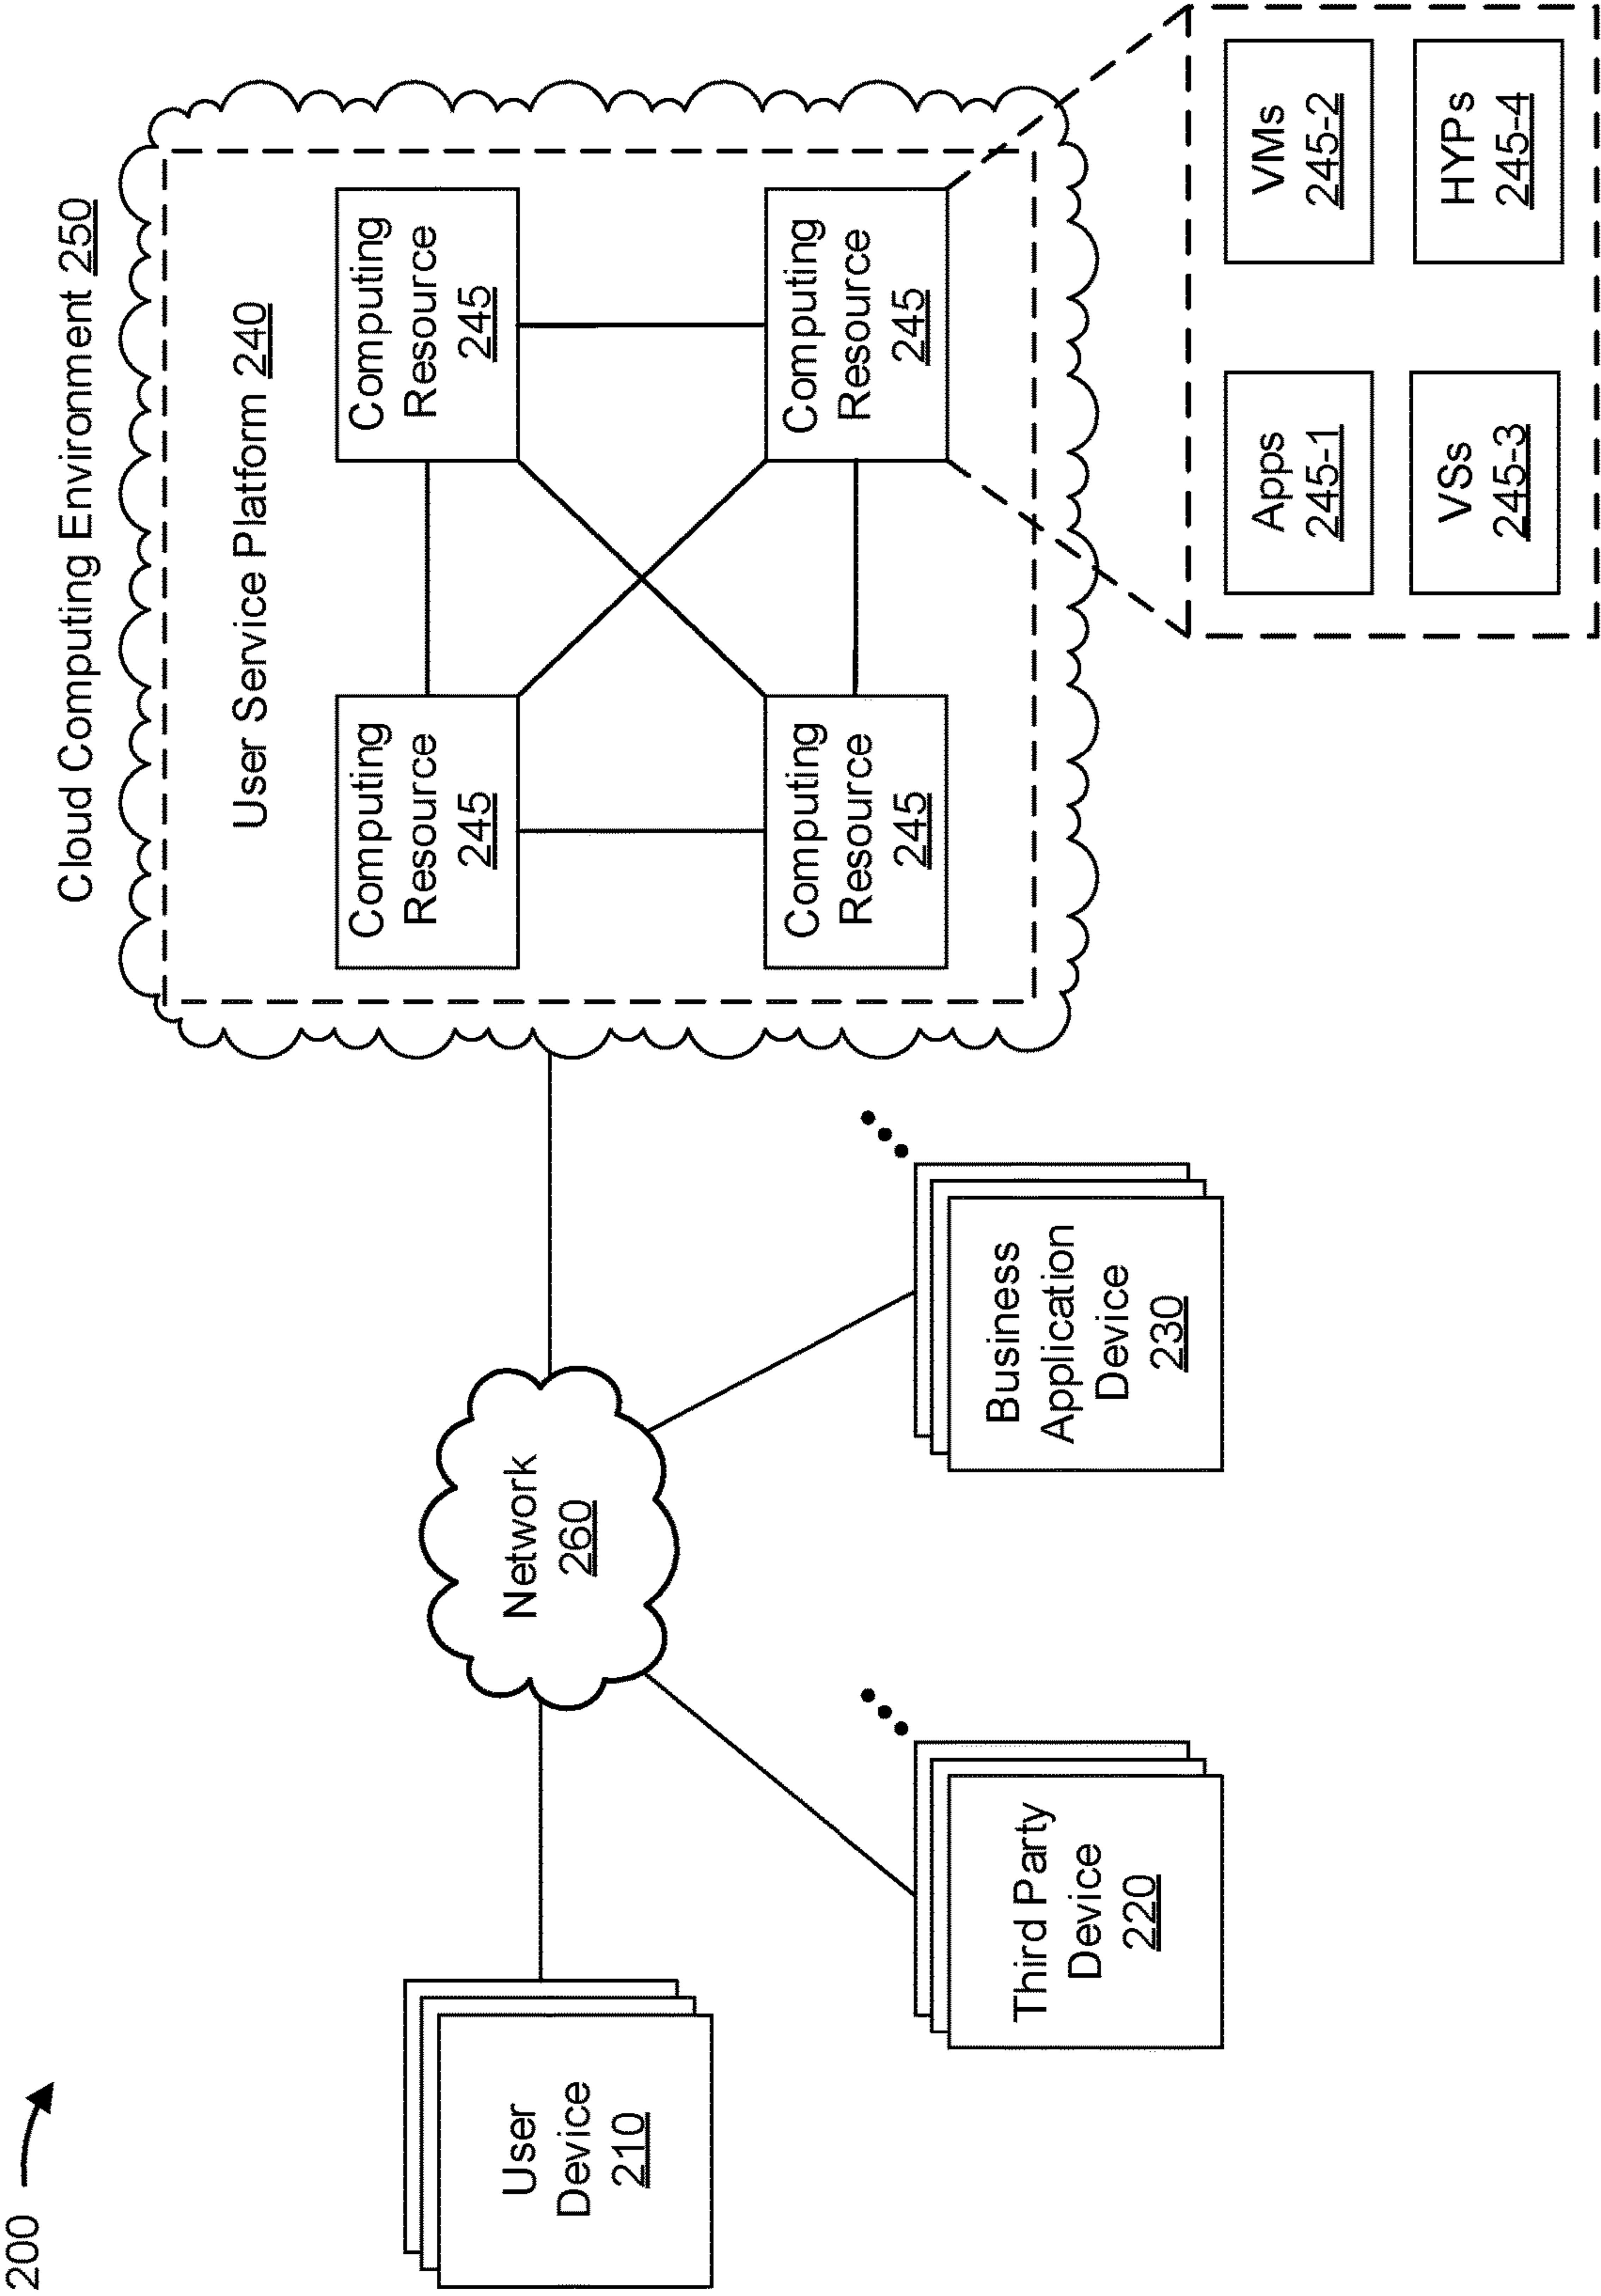 200
Cloud Computing Environment 250
User Service Platform 240
Computing
Resource
245
Computing
Resource
245
Computing
Resource
245
Computing
Resource
245
Network
260
User
Device
210
Third Party
Device
220
Business
Application
Device
230
Apps
245-1
VMs
245-2
VSs
245-3
HYPs
245-4